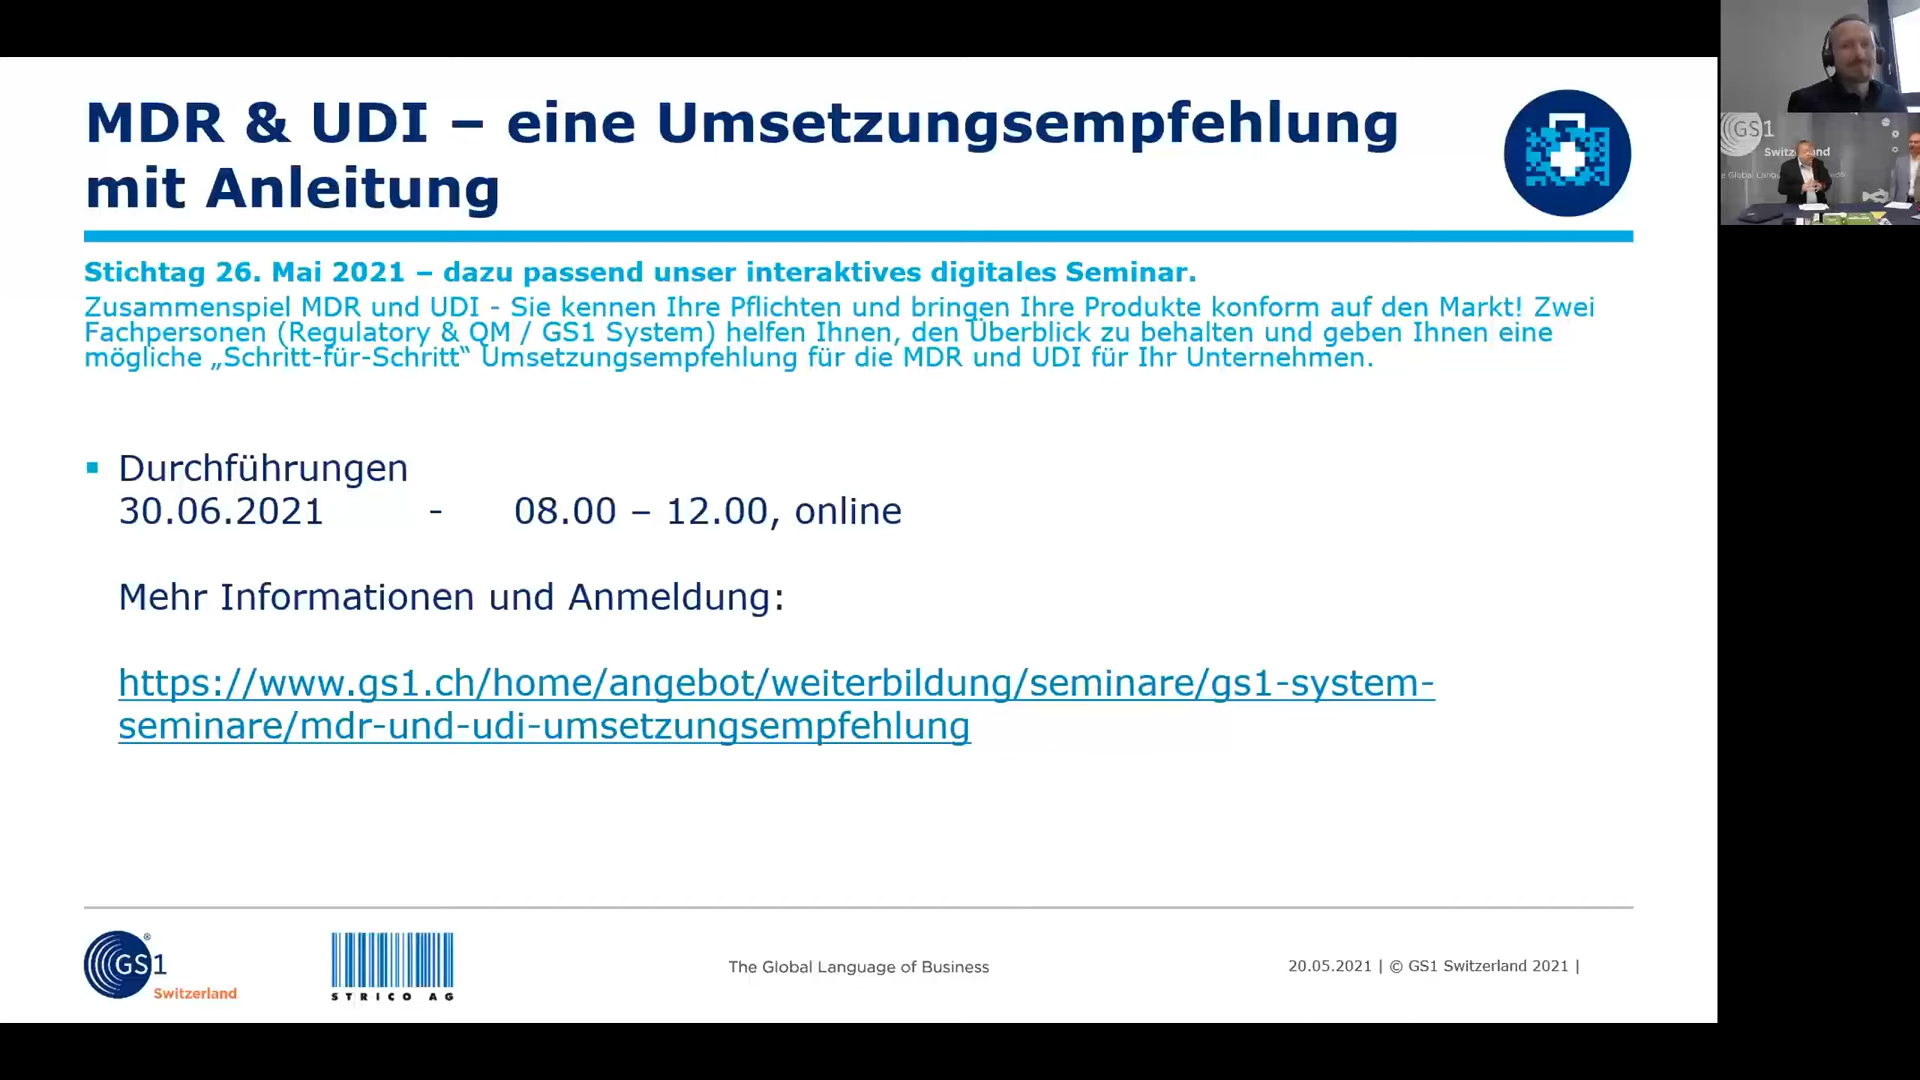 MDR & UDI – eine Umsetzungsempfehlung
mit Anleitung
Stichtag 26. Mai 2021 – dazu passend unser interaktives digitales Seminar.
Zusammenspiel MDR und UDI - Sie kennen Ihre Pflichten und bringen Ihre Produkte konform auf den Markt! Zwei
Fachpersonen (Regulatory & QM / GS1 System) helfen Ihnen, den Überblick zu behalten und geben Ihnen eine
mögliche „Schritt-für-Schritt“ Umsetzungsempfehlung für die MDR und UDI für Ihr Unternehmen.
▪ Durchführungen
30.06.2021 - 08.00 – 12.00, online
Mehr Informationen und Anmeldung:
https://www.gs1.ch/home/angebot/weiterbildung/seminare/gs1-system-
seminare/mdr-und-udi-umsetzungsempfehlung
GS1®
Switzerland
STRICO AG
The Global Language of Business
20.05.2021 | © GS1 Switzerland 2021 |
GS1
Switzerland
The Global